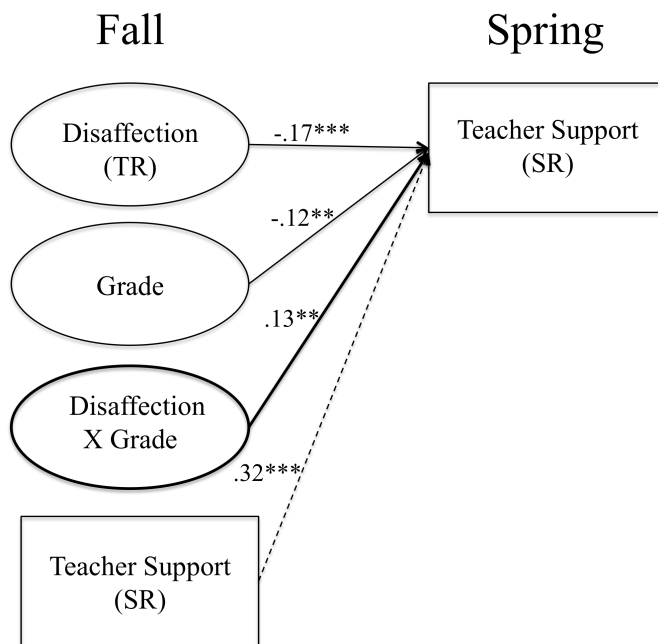 Fall
Spring
Disaffection
(TR)
-.17***
Teacher Support
(SR)
-.12**
Grade
.13**
Disaffection
X Grade
.32***
Teacher Support
(SR)